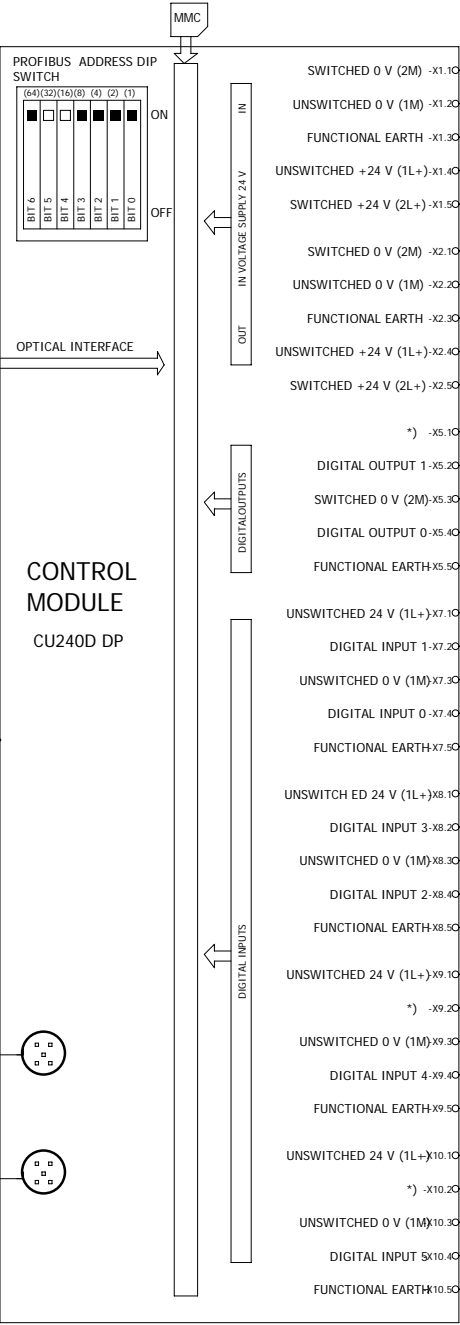 MMC
PROFIBUS ADDRESS DIP
SWITCH
(64)(32)(16)(8) (4) (2) (1)
ON
BIT 6
BIT 5
BIT 4
BIT 3
BIT 2
BIT 1
BIT 0
OFF
OPTICAL INTERFACE
CONTROL
MODULE
CU240D DP
IN
IN VOLTAGE SUPPLY 24 V
OUT
DIGITALOUTPUTS
DIGITAL INPUTS
SWITCHED 0 V (2M) -X1.1
UNSWITCHED 0 V (1M) -X1.2
FUNCTIONAL EARTH -X1.3
UNSWITCHED +24 V (1L+) -X1.4
SWITCHED +24 V (2L+) -X1.5
SWITCHED 0 V (2M) -X2.1
UNSWITCHED 0 V (1M) -X2.2
FUNCTIONAL EARTH -X2.3
UNSWITCHED +24 V (1L+) -X2.4
SWITCHED +24 V (2L+) -X2.5
*) -X5.1
DIGITAL OUTPUT 1 -X5.2
SWITCHED 0 V (2M) -X5.3
DIGITAL OUTPUT 0 -X5.4
FUNCTIONAL EARTH -X5.5
UNSWITCHED 24 V (1L+) -X7.1
DIGITAL INPUT 1 -X7.2
UNSWITCHED 0 V (1M) -X7.3
DIGITAL INPUT 0 -X7.4
FUNCTIONAL EARTH -X7.5
UNSWITCH ED 24 V (1L+) -X8.1
DIGITAL INPUT 3 -X8.2
UNSWITCHED 0 V (1M) -X8.3
DIGITAL INPUT 2 -X8.4
FUNCTIONAL EARTH -X8.5
UNSWITCHED 24 V (1L+) -X9.1
*) -X9.2
UNSWITCHED 0 V (1M) -X9.3
DIGITAL INPUT 4 -X9.4
FUNCTIONAL EARTH -X9.5
UNSWITCHED 24 V (1L+) -X10.1
*) -X10.2
UNSWITCHED 0 V (1M) -X10.3
DIGITAL INPUT 5 -X10.4
FUNCTIONAL EARTH -X10.5